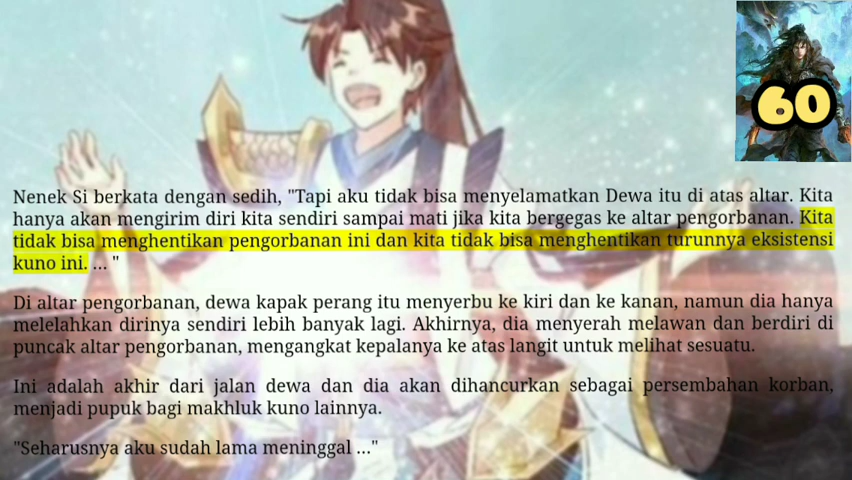 60
Nenek Si berkata dengan sedih, "Tapi aku tidak bisa menyelamatkan Dewa itu di atas altar. Kita
hanya akan mengirim diri kita sendiri sampai mati jika kita bergegas ke altar pengorbanan. Kita
tidak bisa menghentikan pengorbanan ini dan kita tidak bisa menghentikan turunnya eksistensi
kuno ini. ... "
Di altar pengorbanan, dewa kapak perang itu menyerbu ke kiri dan ke kanan, namun dia hanya
melelahkan dirinya sendiri lebih banyak lagi. Akhirnya, dia menyerah melawan dan berdiri di
puncak altar pengorbanan, mengangkat kepalanya ke atas langit untuk melihat sesuatu.
Ini adalah akhir dari jalan dewa dan dia akan dihancurkan sebagai persembahan korban,
menjadi pupuk bagi makhluk kuno lainnya.
"Seharusnya aku sudah lama meninggal ..."